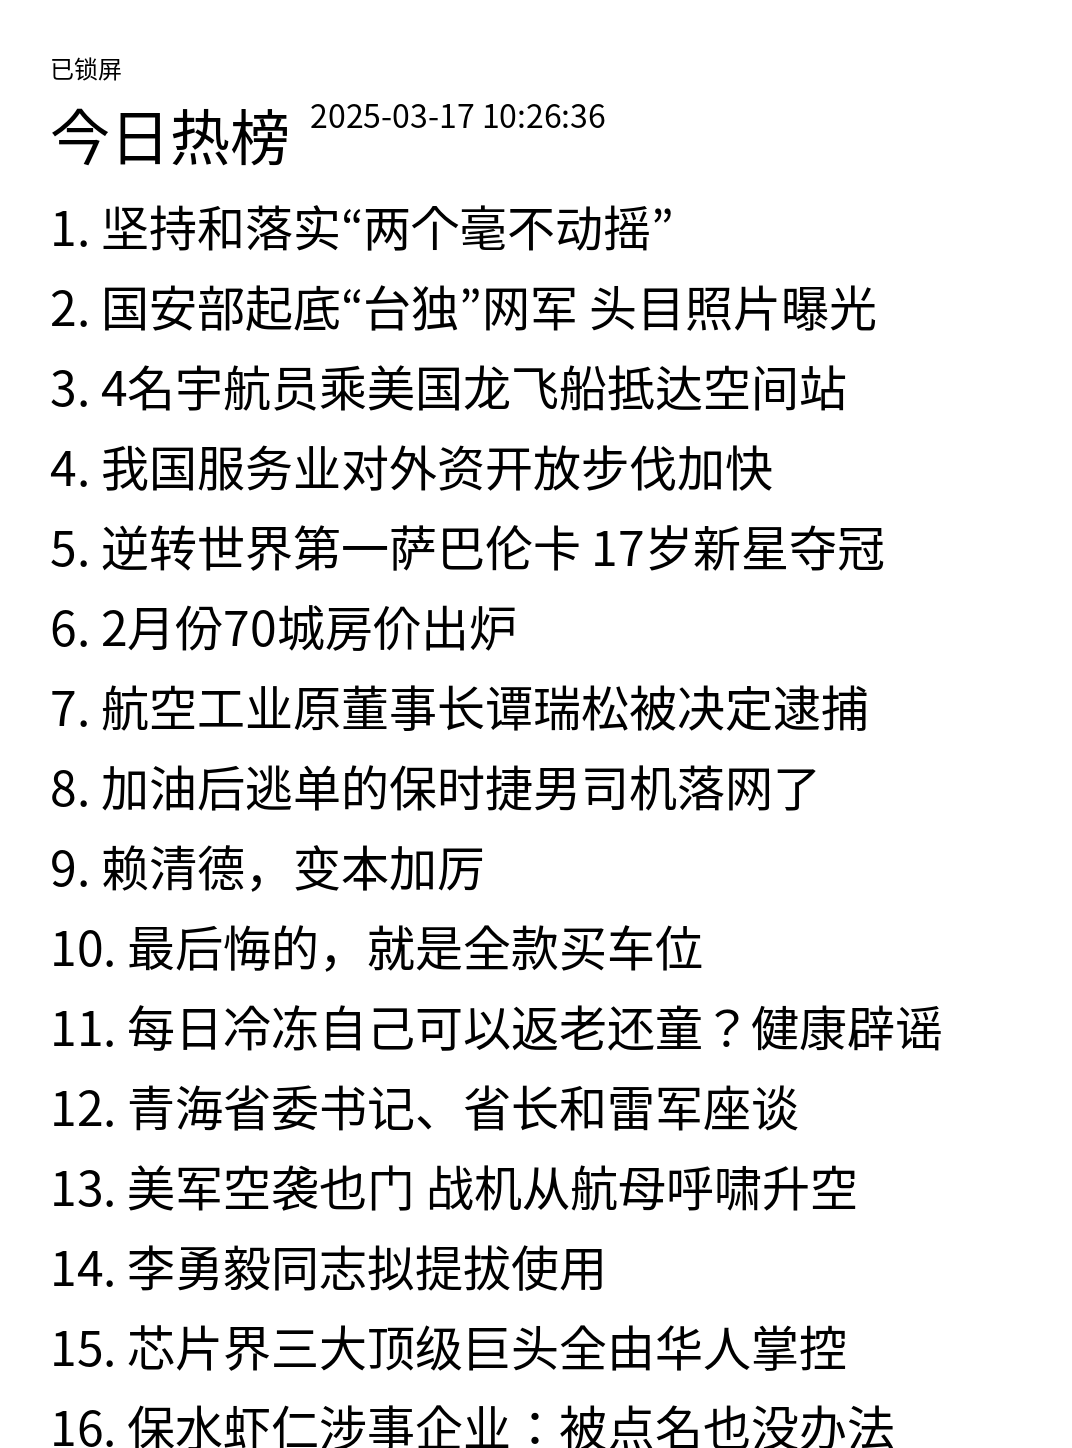 已锁屏
今日热榜 2025-03-17 10:26:36
1. 坚持和落实“两个毫不动摇”
2. 国安部起底“台独”网军 头目照片曝光
3. 4名宇航员乘美国龙飞船抵达空间站
4. 我国服务业对外资开放步伐加快
5. 逆转世界第一萨巴伦卡 17岁新星夺冠
6. 2月份70城房价出炉
7. 航空工业原董事长谭瑞松被决定逮捕
8. 加油后逃单的保时捷男司机落网了
9. 赖清德，变本加厉
10. 最后悔的，就是全款买车位
11. 每日冷冻自己可以返老还童？健康辟谣
12. 青海省委书记、省长和雷军座谈
13. 美军空袭也门 战机从航母呼啸升空
14. 李勇毅同志拟提拔使用
15. 芯片界三大顶级巨头全由华人掌控
16. 保水虾仁涉事企业：被点名也没办法